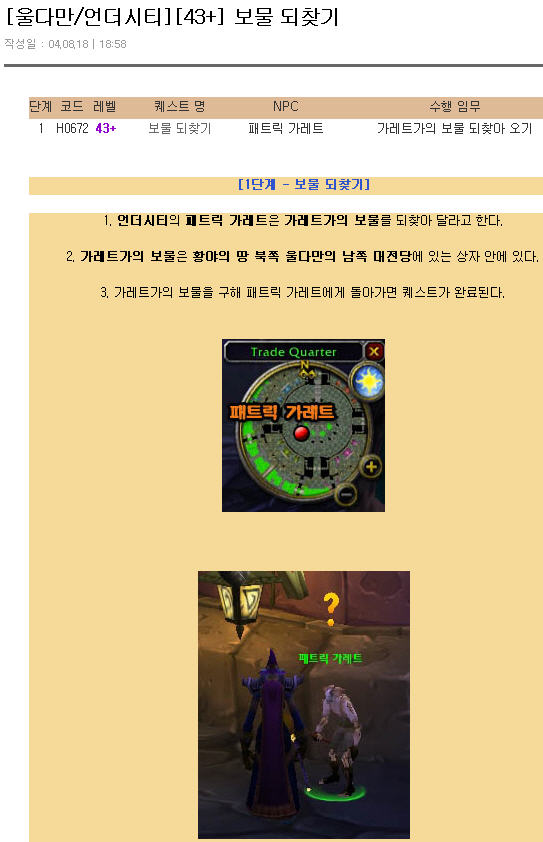 [울다만/언더시티][43+] 보물 되찾기
작성일 : 04,08,18 | 18:58
단계 코드 레벨 퀘스트 명 NPC 수행 임무
1 H0672 43+ 보물 되찾기 패트릭 가레트 가레트가의 보물 되찾아 오기
[1단계 - 보물 되찾기]
1. 언더시티의 패트릭 가레트은 가레트가의 보물를 되찾아 달라고 한다.
2. 가레트가의 보물은 황야의 땅 북쪽 울다만의 남쪽 대전당에 있는 상자 안에 있다.
3. 가레트가의 보물을 구해 패트릭 가레트에게 돌아가면 퀘스트가 완료된다.
Trade Quarter
N
패트릭 가레트
패트릭 가레트